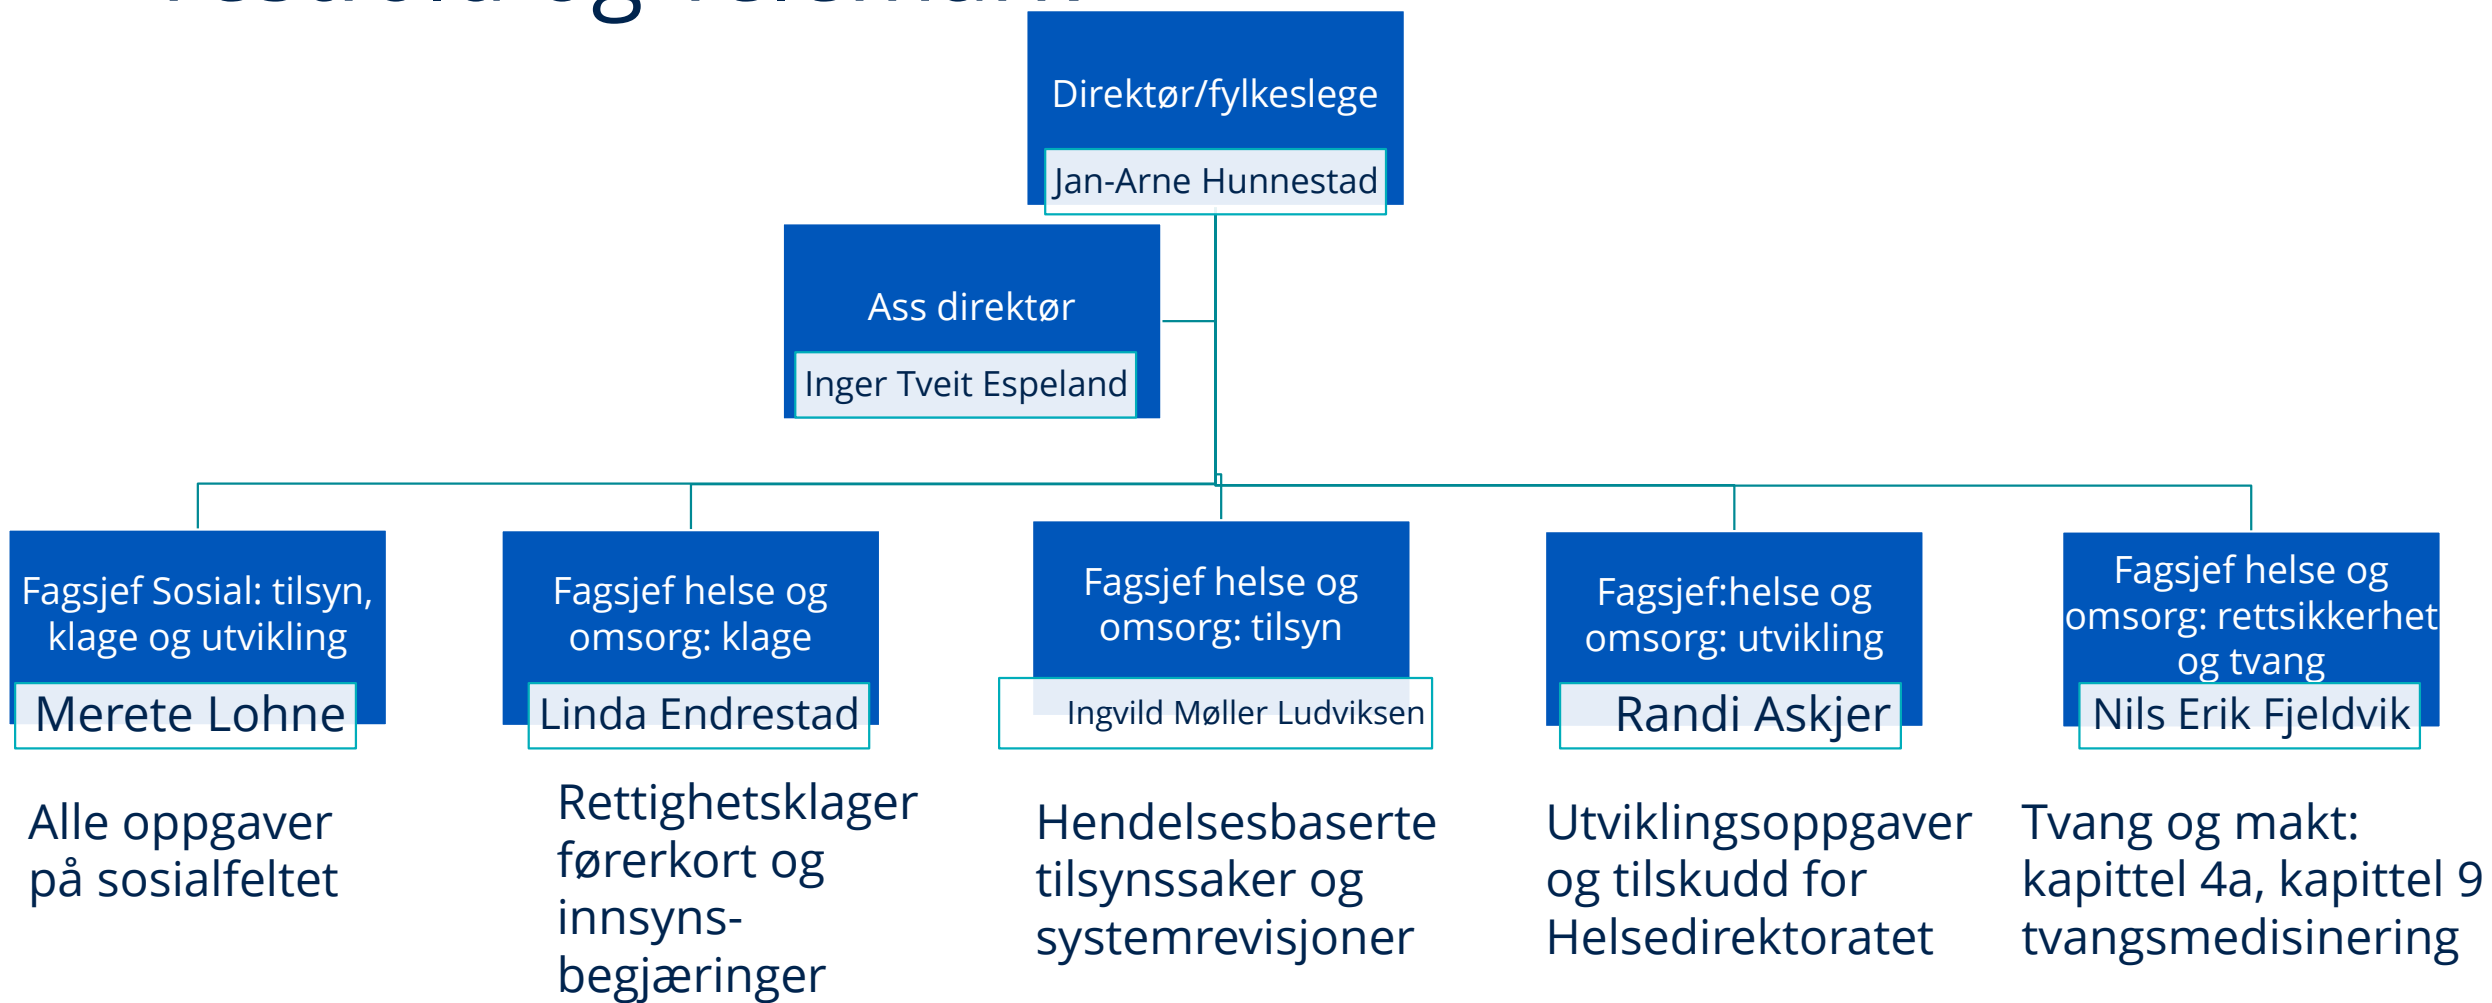 Vestfold og Telemark
Direktør/fylkeslege
Jan-Arne Hunnestad
Ass direktør
Inger Tveit Espeland
Fagsjef Sosial: tilsyn,
klage og utvikling
Merete Lohne
Alle oppgaver
på sosialfeltet
Fagsjef helse og
omsorg: klage
Linda Endrestad
Rettighetsklager
førerkort og
innsyns-
begjæringer
Fagsjef helse og
omsorg: tilsyn
Ingvild Møller Ludviksen
Hendelsesbaserte
tilsynssaker og
systemrevisjoner
Fagsjef:helse og
omsorg: utvikling
Randi Askjer
Utviklingsoppgaver
og tilskudd for
Helsedirektoratet
Fagsjef helse og
omsorg: rettsikkerhet
og tvang
Nils Erik Fjeldvik
Tvang og makt:
kapittel 4a, kapittel 9
tvangsmedisinering